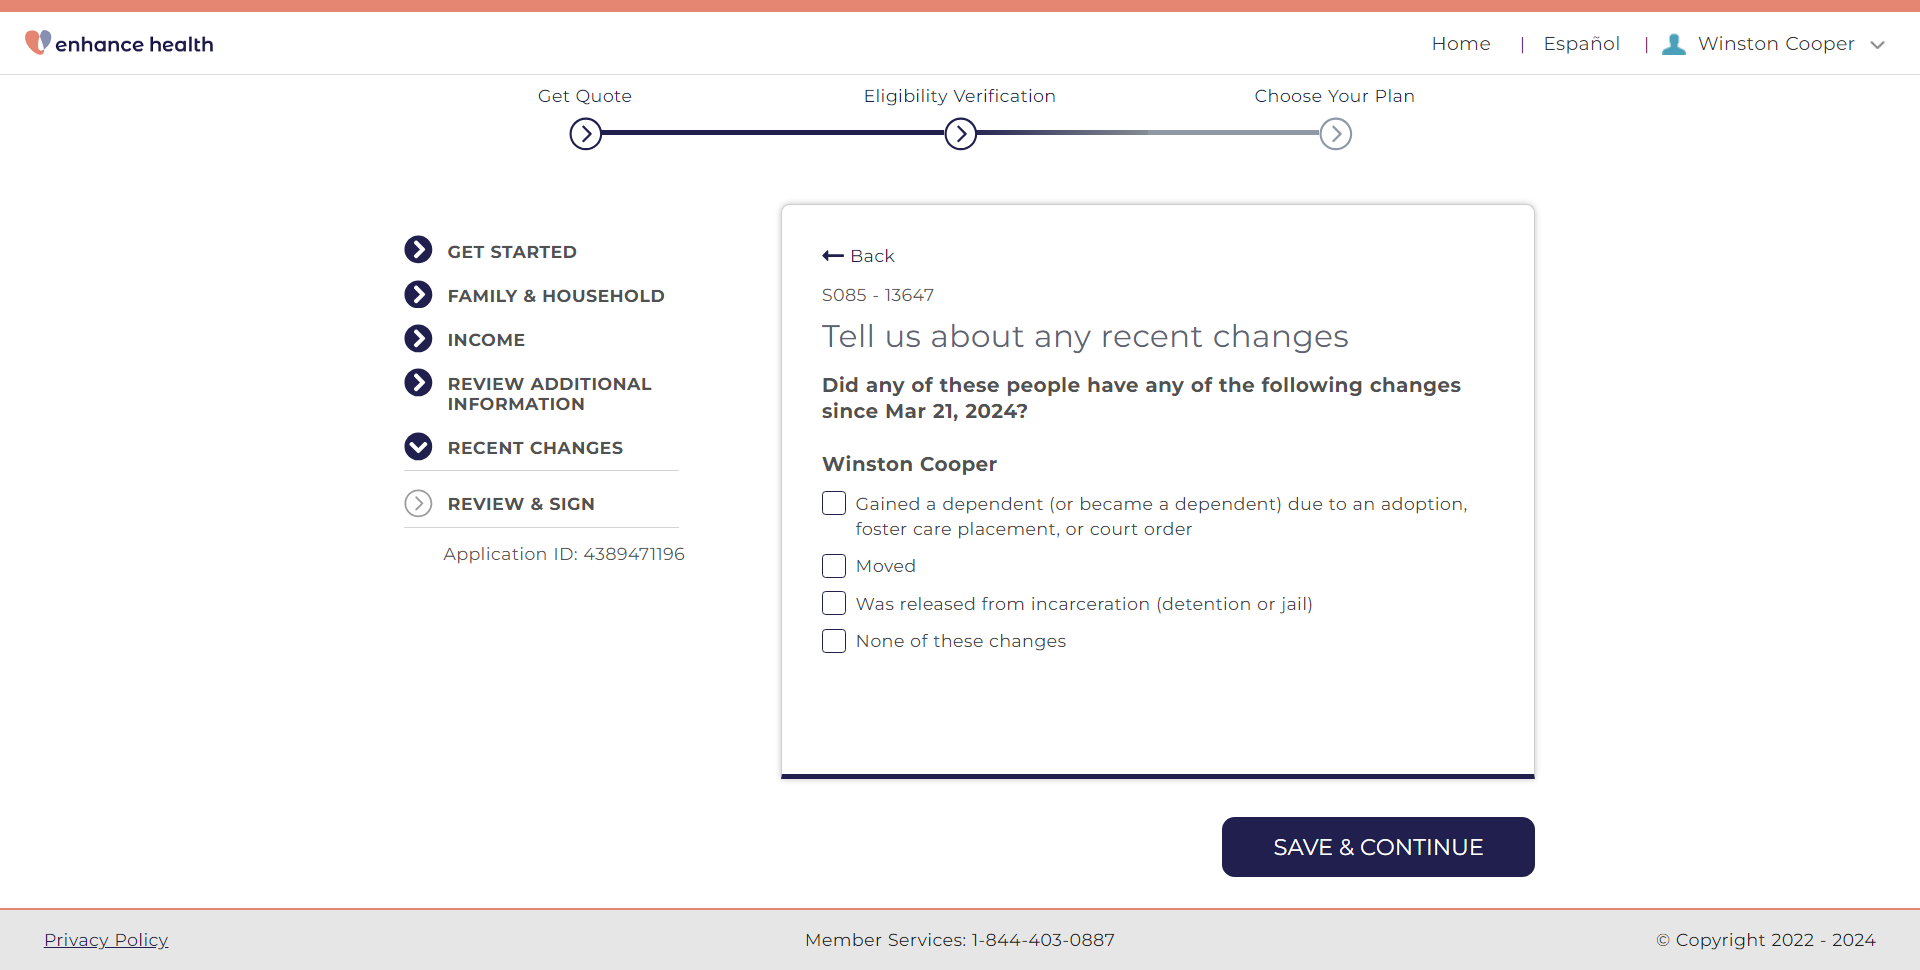 enhance health
Home | Español | Winston Cooper
Get Quote
Eligibility Verification
Choose Your Plan
GET STARTED
FAMILY & HOUSEHOLD
INCOME
REVIEW ADDITIONAL
INFORMATION
RECENT CHANGES
REVIEW & SIGN
Application ID: 4389471196
Back
S085 - 13647
Tell us about any recent changes
Did any of these people have any of the following changes
since Mar 21, 2024?
Winston Cooper
Gained a dependent (or became a dependent) due to an adoption,
foster care placement, or court order
Moved
Was released from incarceration (detention or jail)
None of these changes
SAVE & CONTINUE
Privacy Policy
Member Services: 1-844-403-0887
© Copyright 2022 - 2024